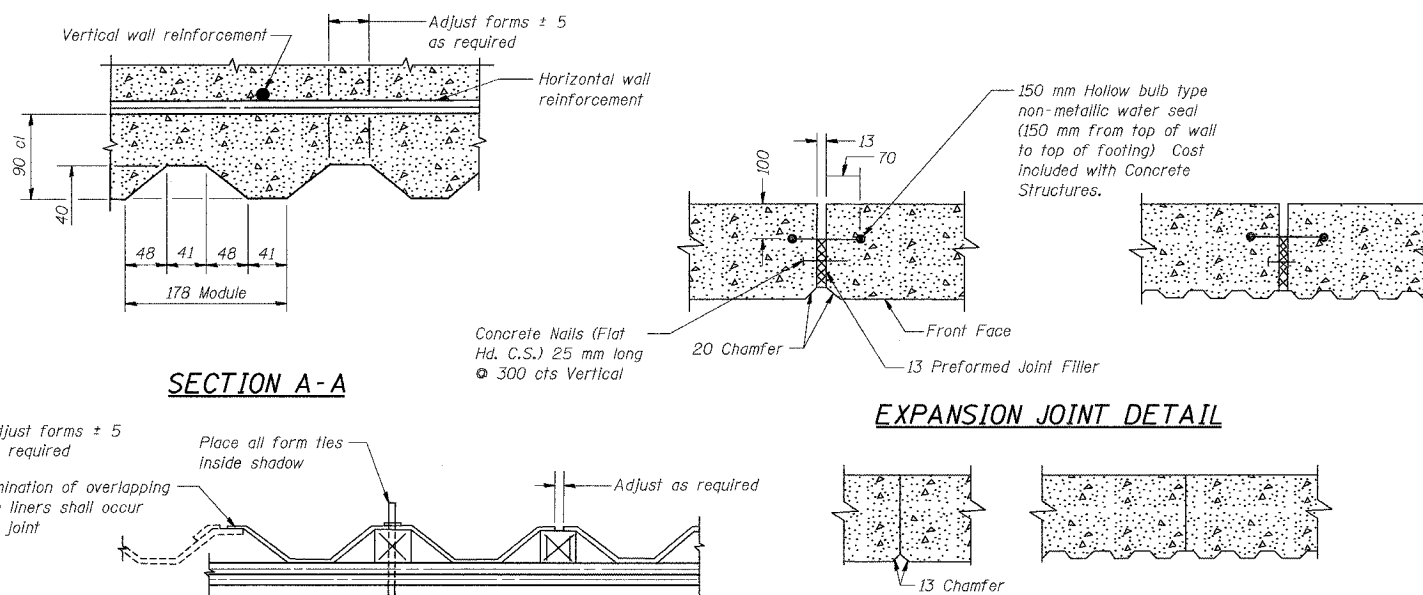 Vertical wall reinforcement
Adjust forms ± 5
as required
Horizontal wall
reinforcement
90 cl
40
48
41
48
41
178 Module
SECTION A-A
150 mm Hollow bulb type
non-metallic water seal
(150 mm from top of wall
to top of footing) Cost
included with Concrete
Structures.
13
70
100
Concrete Nails (Flat
Hd. C.S.) 25 mm long
@ 300 cts Vertical
20 Chamfer
Front Face
13 Preformed Joint Filler
EXPANSION JOINT DETAIL
djust forms ± 5
required
Place all form ties
inside shadow
mination of overlapping
liners shall occur
joint
Adjust as required
13 Chamfer